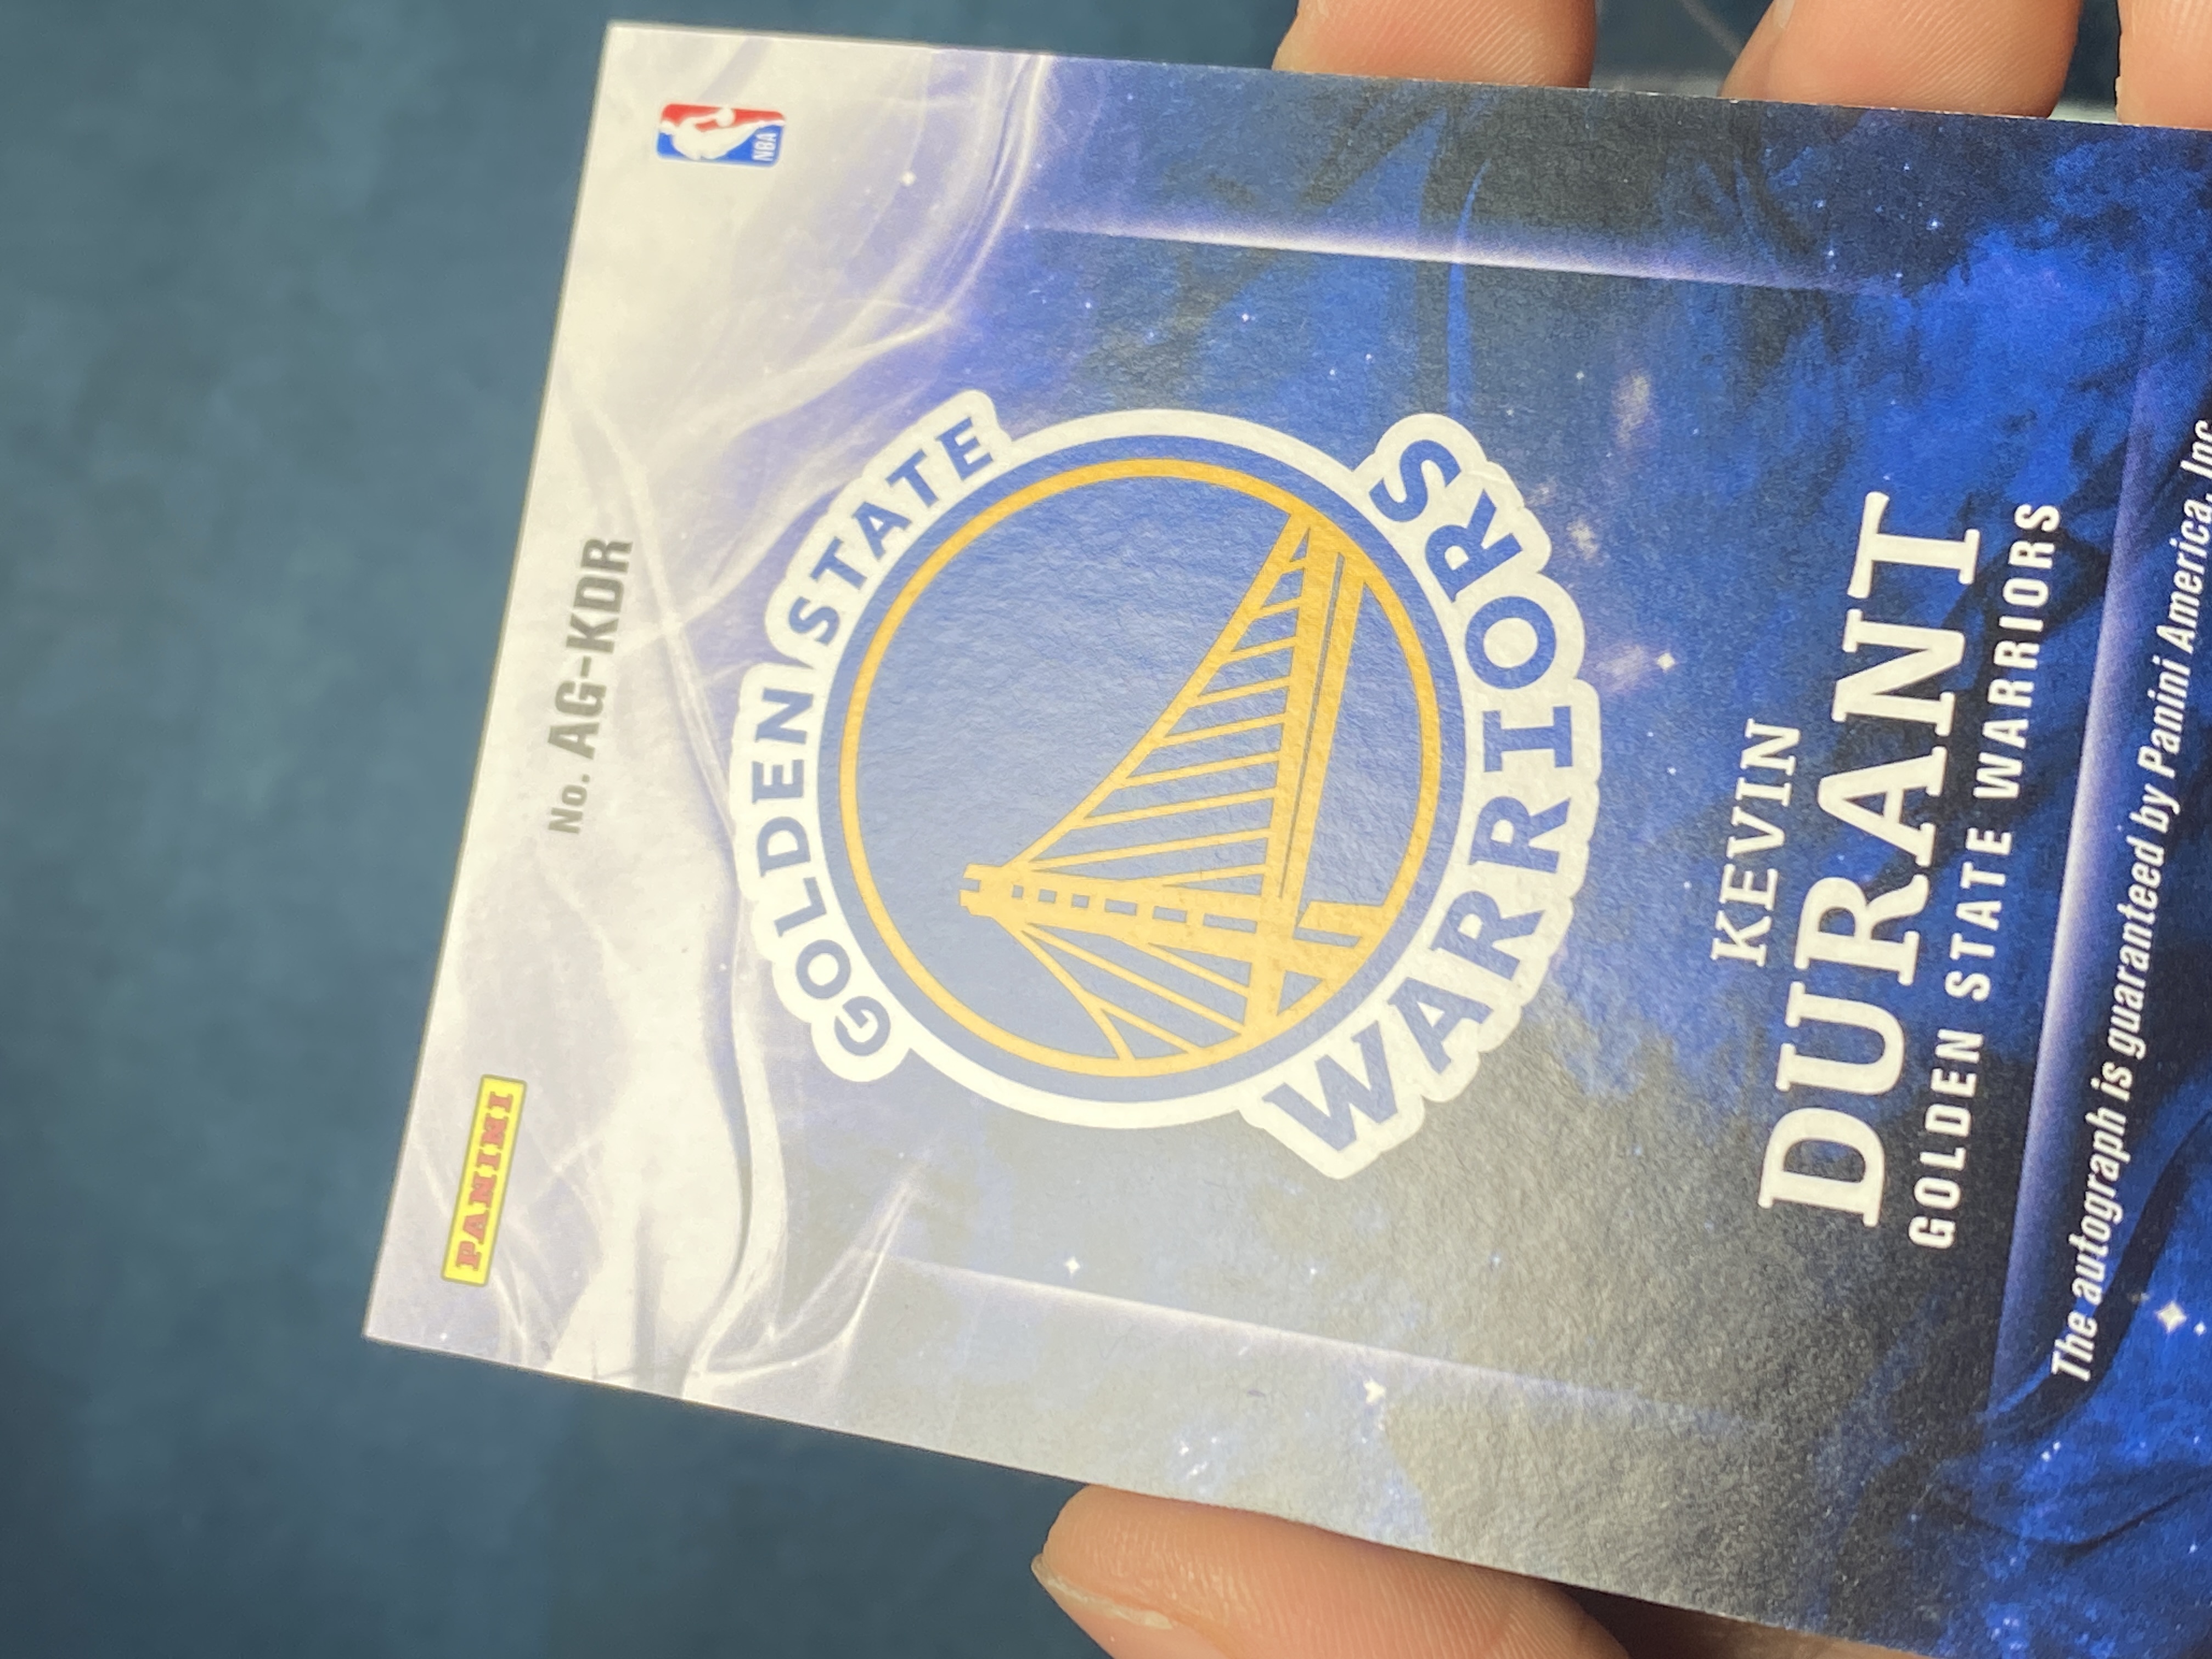 PANINI
No. AG-KDR
NBA
GOLDEN STATE
WARRIORS
KEVIN
DURANT
GOLDEN STATE WARRIORS
The autograph is guaranteed by Panini America, Inc.